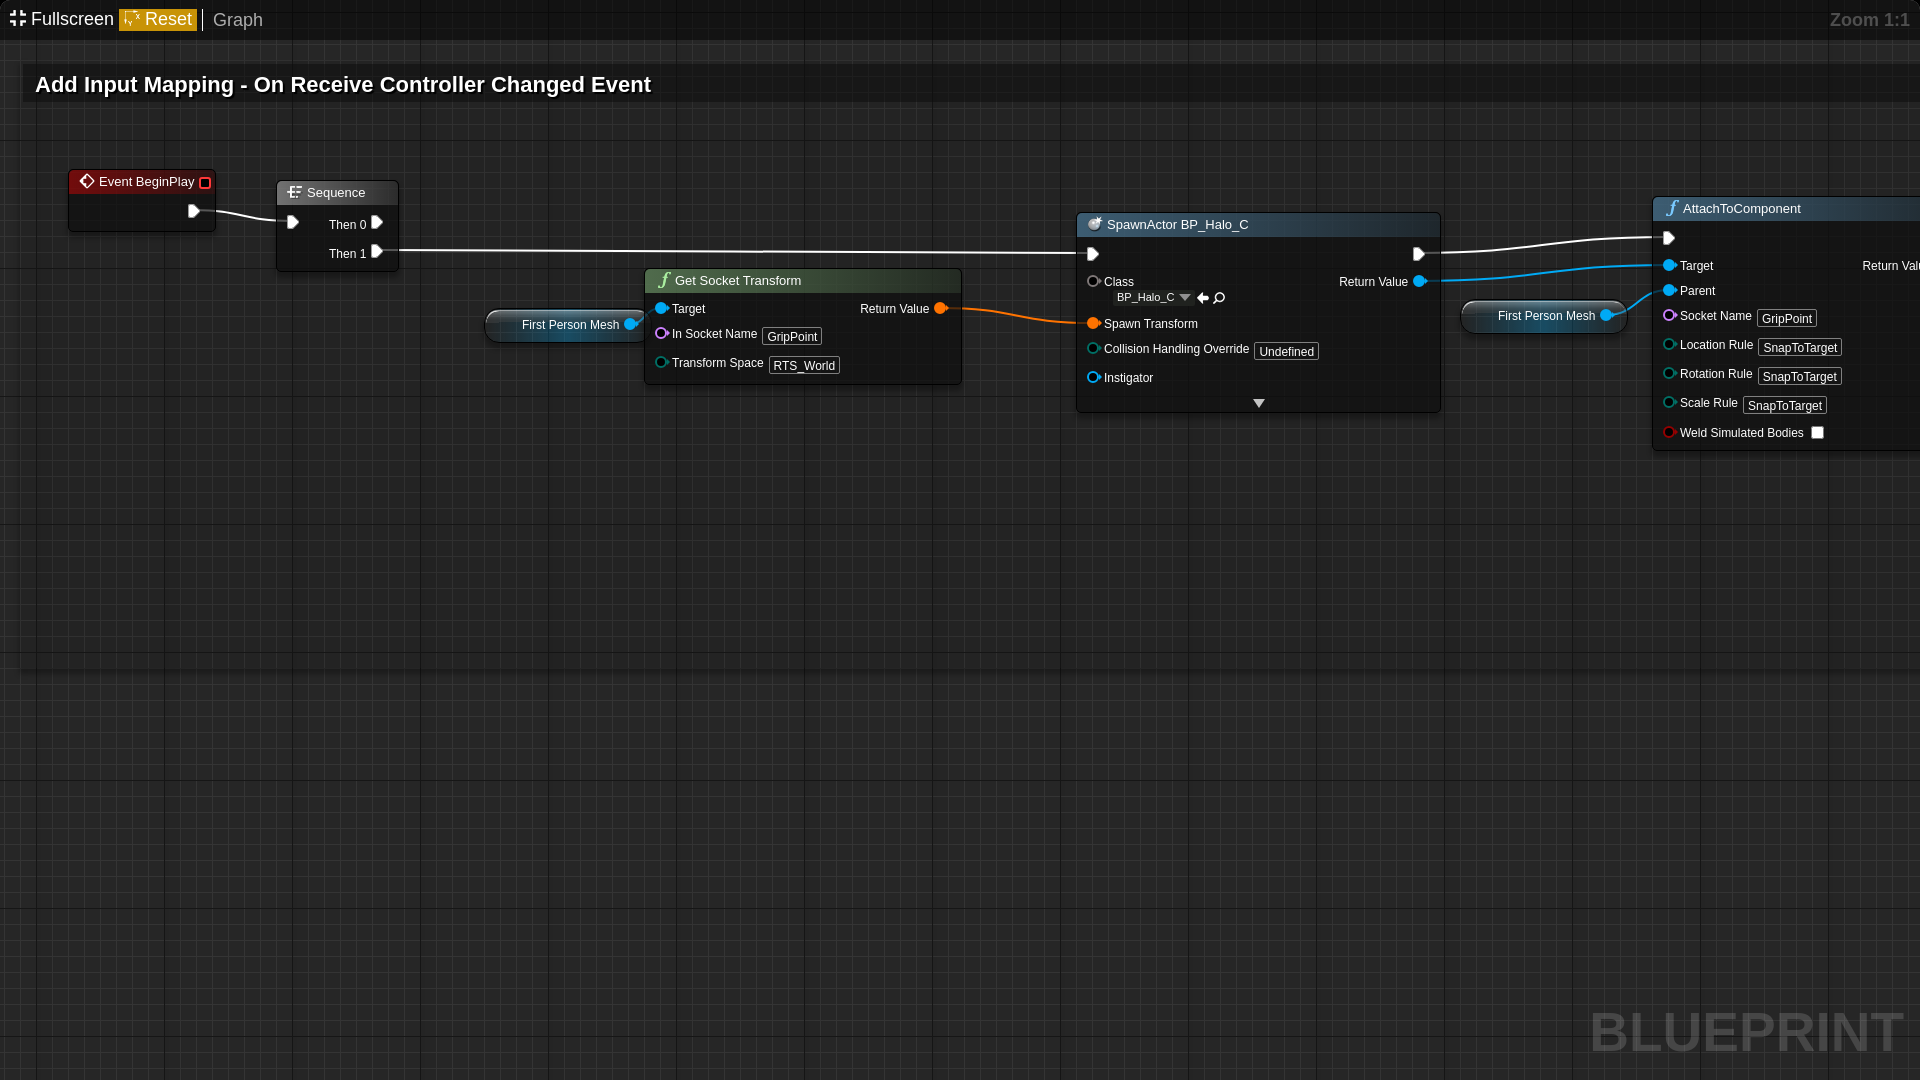 Fullscreen Reset Graph Zoom 1:1
Add Input Mapping - On Receive Controller Changed Event
Event BeginPlay
Sequence
Then 0
Then 1
First Person Mesh
Get Socket Transform
Target Return Value
In Socket Name GripPoint
Transform Space RTS_World
SpawnActor BP_Halo_C
Class Return Value
BP_Halo_C
Spawn Transform
Collision Handling Override Undefined
Instigator
First Person Mesh
AttachToComponent
Target Return Valu
Parent
Socket Name GripPoint
Location Rule SnapToTarget
Rotation Rule SnapToTarget
Scale Rule SnapToTarget
Weld Simulated Bodies
BLUEPRINT